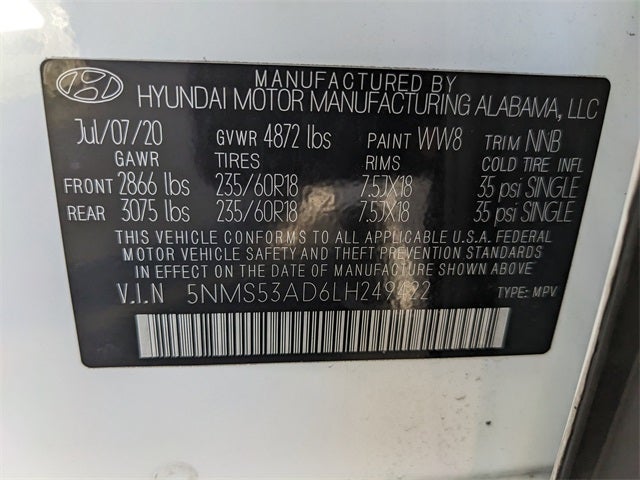 MANUFACTURED BY
HYUNDAI MOTOR MANUFACTURING ALABAMA, LLC
Jul/07/20 GVWR 4872 lbs PAINT WW8 TRIM NNB
GAWR TIRES RIMS COLD TIRE INFL
FRONT 2866 lbs 235/60R18 7.5JX18 35 psi SINGLE
REAR 3075 lbs 235/60R18 7.5JX18 35 psi SINGLE
THIS VEHICLE CONFORMS TO ALL APPLICABLE U.S.A. FEDERAL
MOTOR VEHICLE SAFETY AND THEFT PREVENTION STANDARDS
IN EFFECT ON THE DATE OF MANUFACTURE SHOWN ABOVE.
V.I.N 5NMS53AD6LH249422 TYPE: MPV